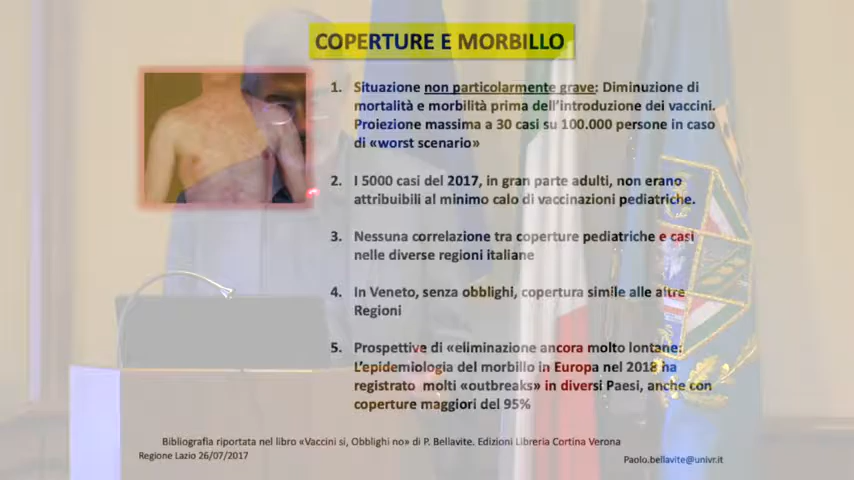 COPERTURE E MORBILLO
1. Situazione non particolarmente grave: Diminuzione di
mortalità e morbilità prima dell'introduzione dei vaccini.
Proiezione massima a 30 casi su 100.000 persone in caso
di «worst scenario»
2. I 5000 casi del 2017, in gran parte adulti, non erano
attribuibili al minimo calo di vaccinazioni pediatriche.
3. Nessuna correlazione tra coperture pediatriche e casi
nelle diverse regioni italiane
4. In Veneto, senza obblighi, copertura simile alle altre
Regioni
5. Prospettive di «eliminazione ancora molto lontane:
L'epidemiologia del morbillo in Europa nel 2018 ha
registrato molti «outbreaks» in diversi Paesi, anche con
coperture maggiori del 95%
Bibliografia riportata nel libro «Vaccini si, Obblighi no» di P. Bellavite. Edizioni Libreria Cortina Verona
Regione Lazio 26/07/2017
Paolo.bellavite@univr.it